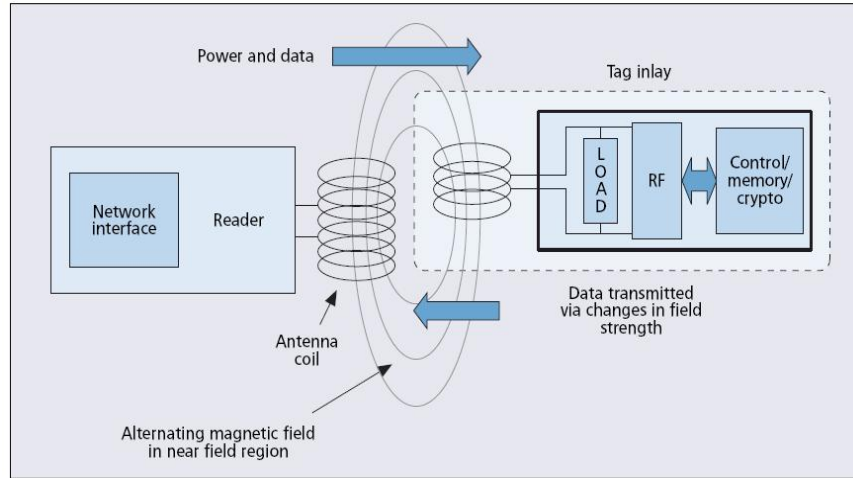 Power and data
Tag inlay
Network
interface
Reader
L
O
A
D
RF
Control/
memory/
crypto
Antenna
coil
Data transmitted
via changes in field
strength
Alternating magnetic field
in near field region